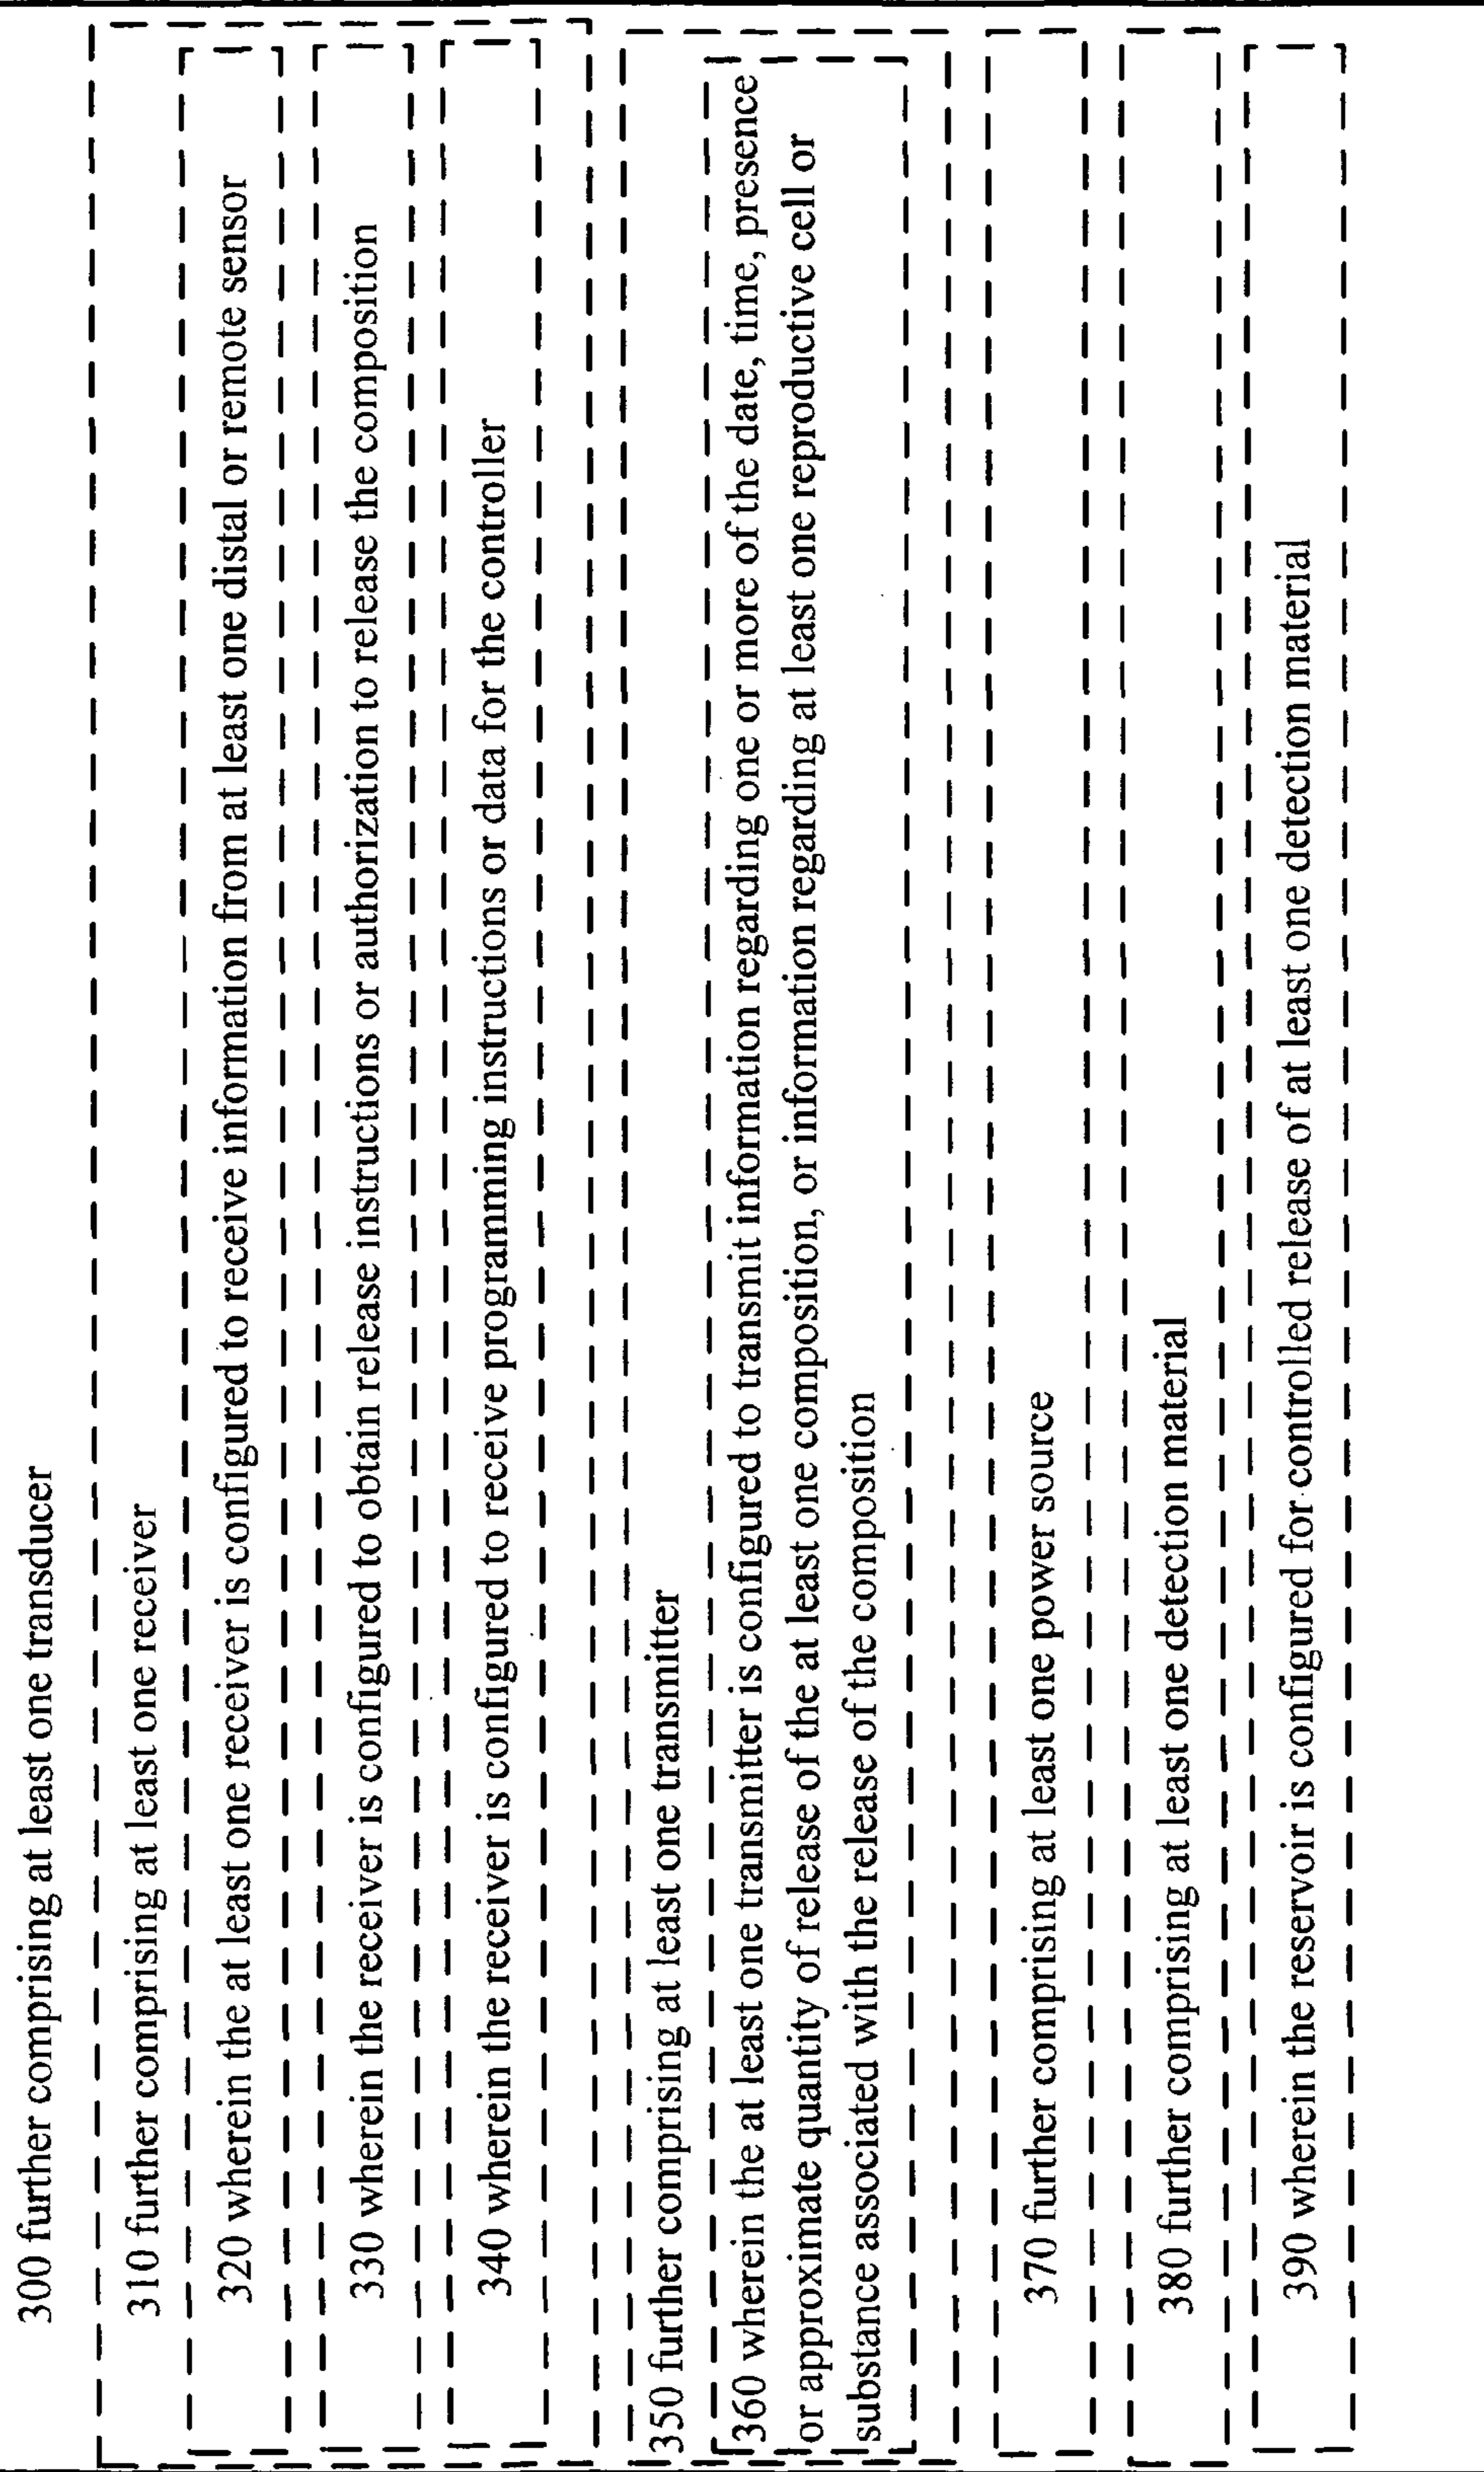 300 further comprising at least one transducer
310 further comprising at least one receiver
320 wherein the at least one receiver is configured to receive information from at least one distal or remote sensor
330 wherein the receiver is configured to obtain release instructions or authorization to release the composition
340 wherein the receiver is configured to receive programming instructions or data for the controller
350 further comprising at least one transmitter
360 wherein the at least one transmitter is configured to transmit information regarding one or more of the date, time, presence
or approximate quantity of release of the at least one composition, or information regarding at least one reproductive cell or
substance associated with the release of the composition
370 further comprising at least one power source
380 further comprising at least one detection material
390 wherein the reservoir is configured for controlled release of at least one detection material